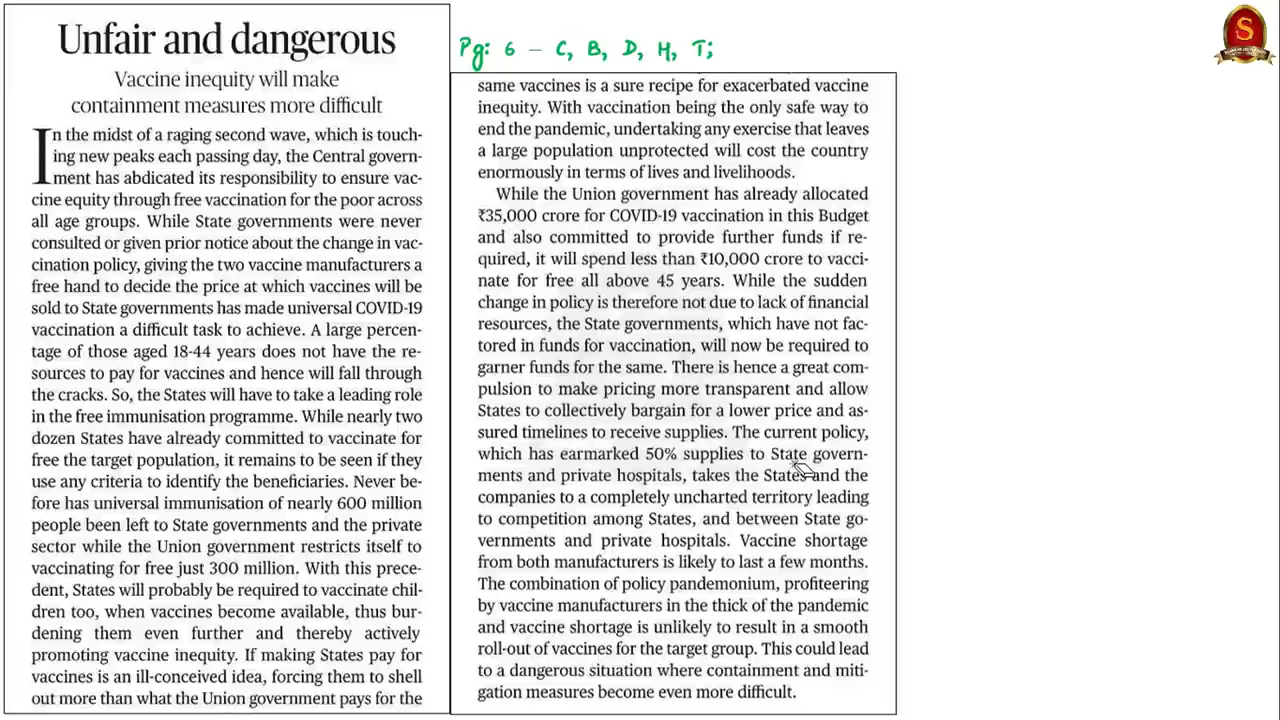 Unfair and dangerous
Vaccine inequity will make
containment measures more difficult
In the midst of a raging second wave, which is touch-
ing new peaks each passing day, the Central govern-
ment has abdicated its responsibility to ensure vac-
cine equity through free vaccination for the poor across
all age groups. While State governments were never
consulted or given prior notice about the change in vac-
cination policy, giving the two vaccine manufacturers a
free hand to decide the price at which vaccines will be
sold to State governments has made universal COVID-19
vaccination a difficult task to achieve. A large percen-
tage of those aged 18-44 years does not have the re-
sources to pay for vaccines and hence will fall through
the cracks. So, the States will have to take a leading role
in the free immunisation programme. While nearly two
dozen States have already committed to vaccinate for
free the target population, it remains to be seen if they
use any criteria to identify the beneficiaries. Never be-
fore has universal immunisation of nearly 600 million
people been left to State governments and the private
sector while the Union government restricts itself to
vaccinating for free just 300 million. With this prece-
dent, States will probably be required to vaccinate chil-
dren too, when vaccines become available, thus bur-
dening them even further and thereby actively
promoting vaccine inequity. If making States pay for
vaccines is an ill-conceived idea, forcing them to shell
out more than what the Union government pays for the
Pg: 6 – C, B, D, H, T;
same vaccines is a sure recipe for exacerbated vaccine
inequity. With vaccination being the only safe way to
end the pandemic, undertaking any exercise that leaves
a large population unprotected will cost the country
enormously in terms of lives and livelihoods.
While the Union government has already allocated
₹35,000 crore for COVID-19 vaccination in this Budget
and also committed to provide further funds if re-
quired, it will spend less than ₹10,000 crore to vacci-
nate for free all above 45 years. While the sudden
change in policy is therefore not due to lack of financial
resources, the State governments, which have not fac-
tored in funds for vaccination, will now be required to
garner funds for the same. There is hence a great com-
pulsion to make pricing more transparent and allow
States to collectively bargain for a lower price and as-
sured timelines to receive supplies. The current policy,
which has earmarked 50% supplies to State govern-
ments and private hospitals, takes the States and the
companies to a completely uncharted territory leading
to competition among States, and between State go-
vernments and private hospitals. Vaccine shortage
from both manufacturers is likely to last a few months.
The combination of policy pandemonium, profiteering
by vaccine manufacturers in the thick of the pandemic
and vaccine shortage is unlikely to result in a smooth
roll-out of vaccines for the target group. This could lead
to a dangerous situation where containment and miti-
gation measures become even more difficult.
S